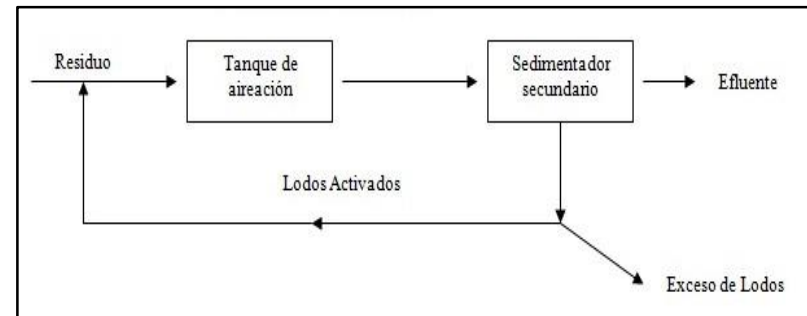 Residuo
Tanque de
aireación
Sedimentador
secundario
Efluente
Lodos Activados
Exceso de Lodos